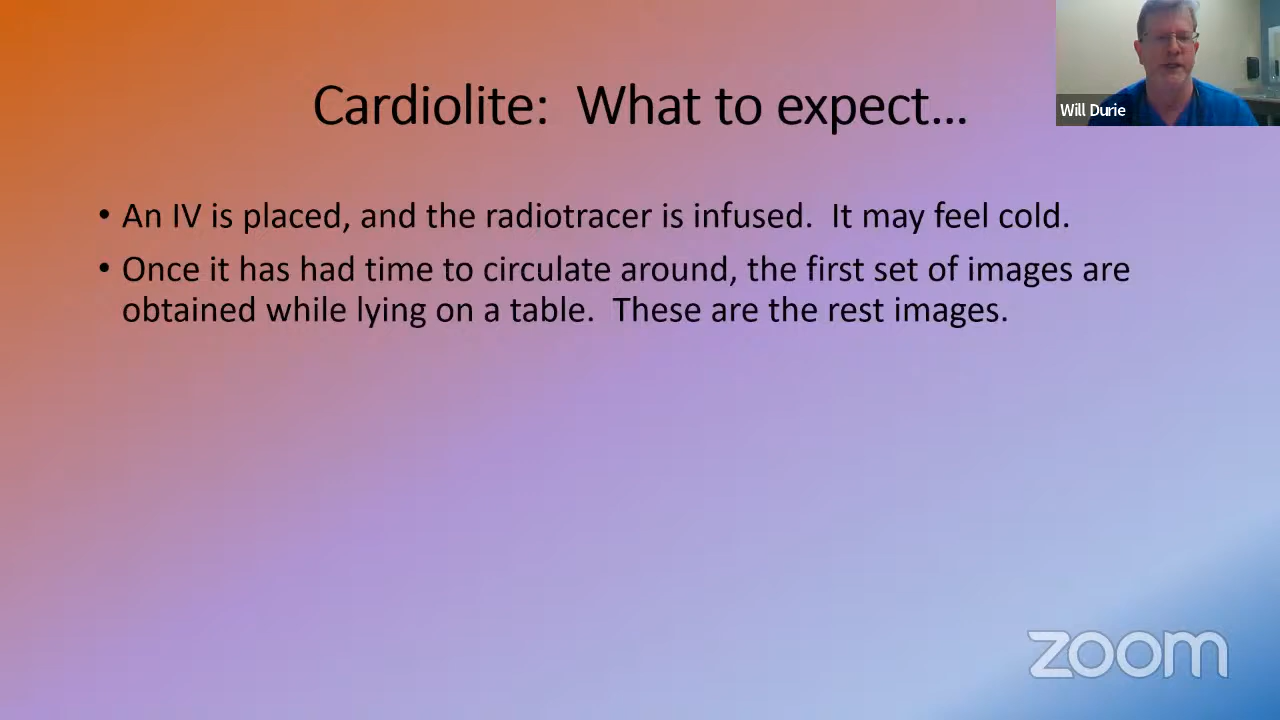 Cardiolite: What to expect...
Will Durie
• An IV is placed, and the radiotracer is infused. It may feel cold.
• Once it has had time to circulate around, the first set of images are
obtained while lying on a table. These are the rest images.
zoom